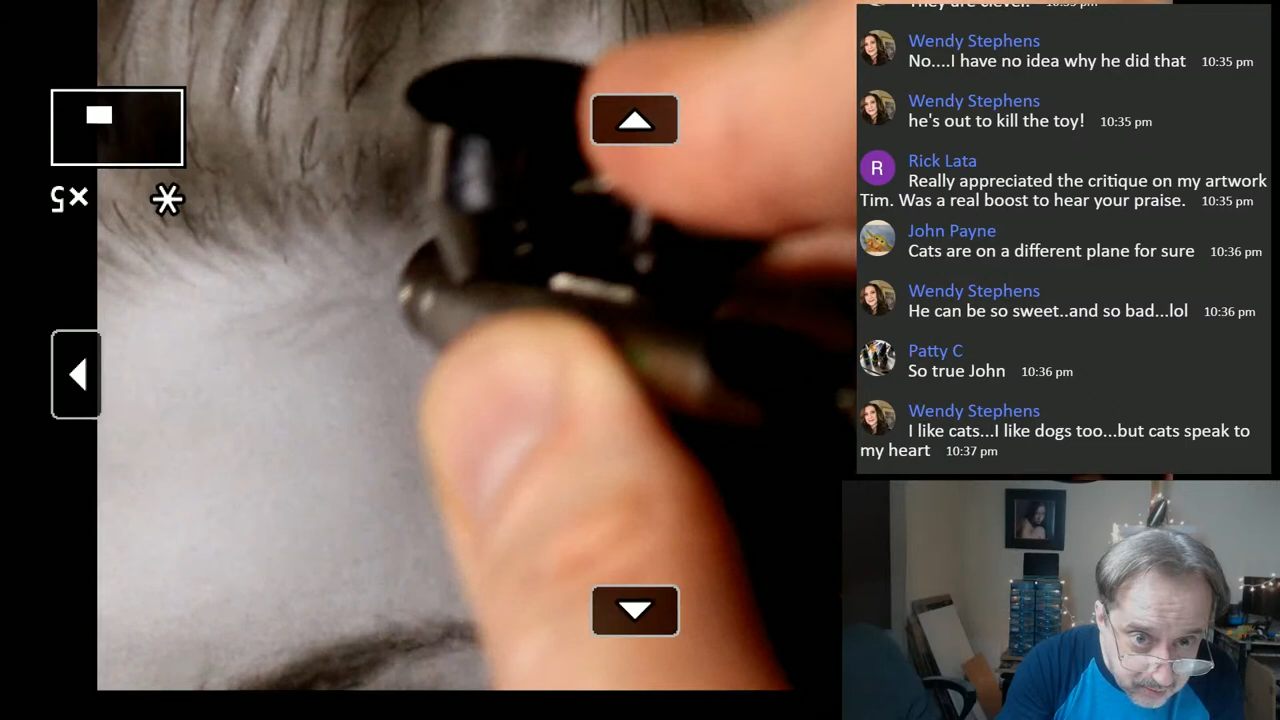 Wendy Stephens
No....I have no idea why he did that 10:35 pm
Wendy Stephens
he's out to kill the toy! 10:35 pm
R
Rick Lata
Really appreciated the critique on my artwork
Tim. Was a real boost to hear your praise. 10:35 pm
John Payne
Cats are on a different plane for sure 10:36 pm
Wendy Stephens
He can be so sweet..and so bad...lol 10:36 pm
Patty C
So true John 10:36 pm
Wendy Stephens
I like cats...I like dogs too...but cats speak to
my heart 10:37 pm
x5